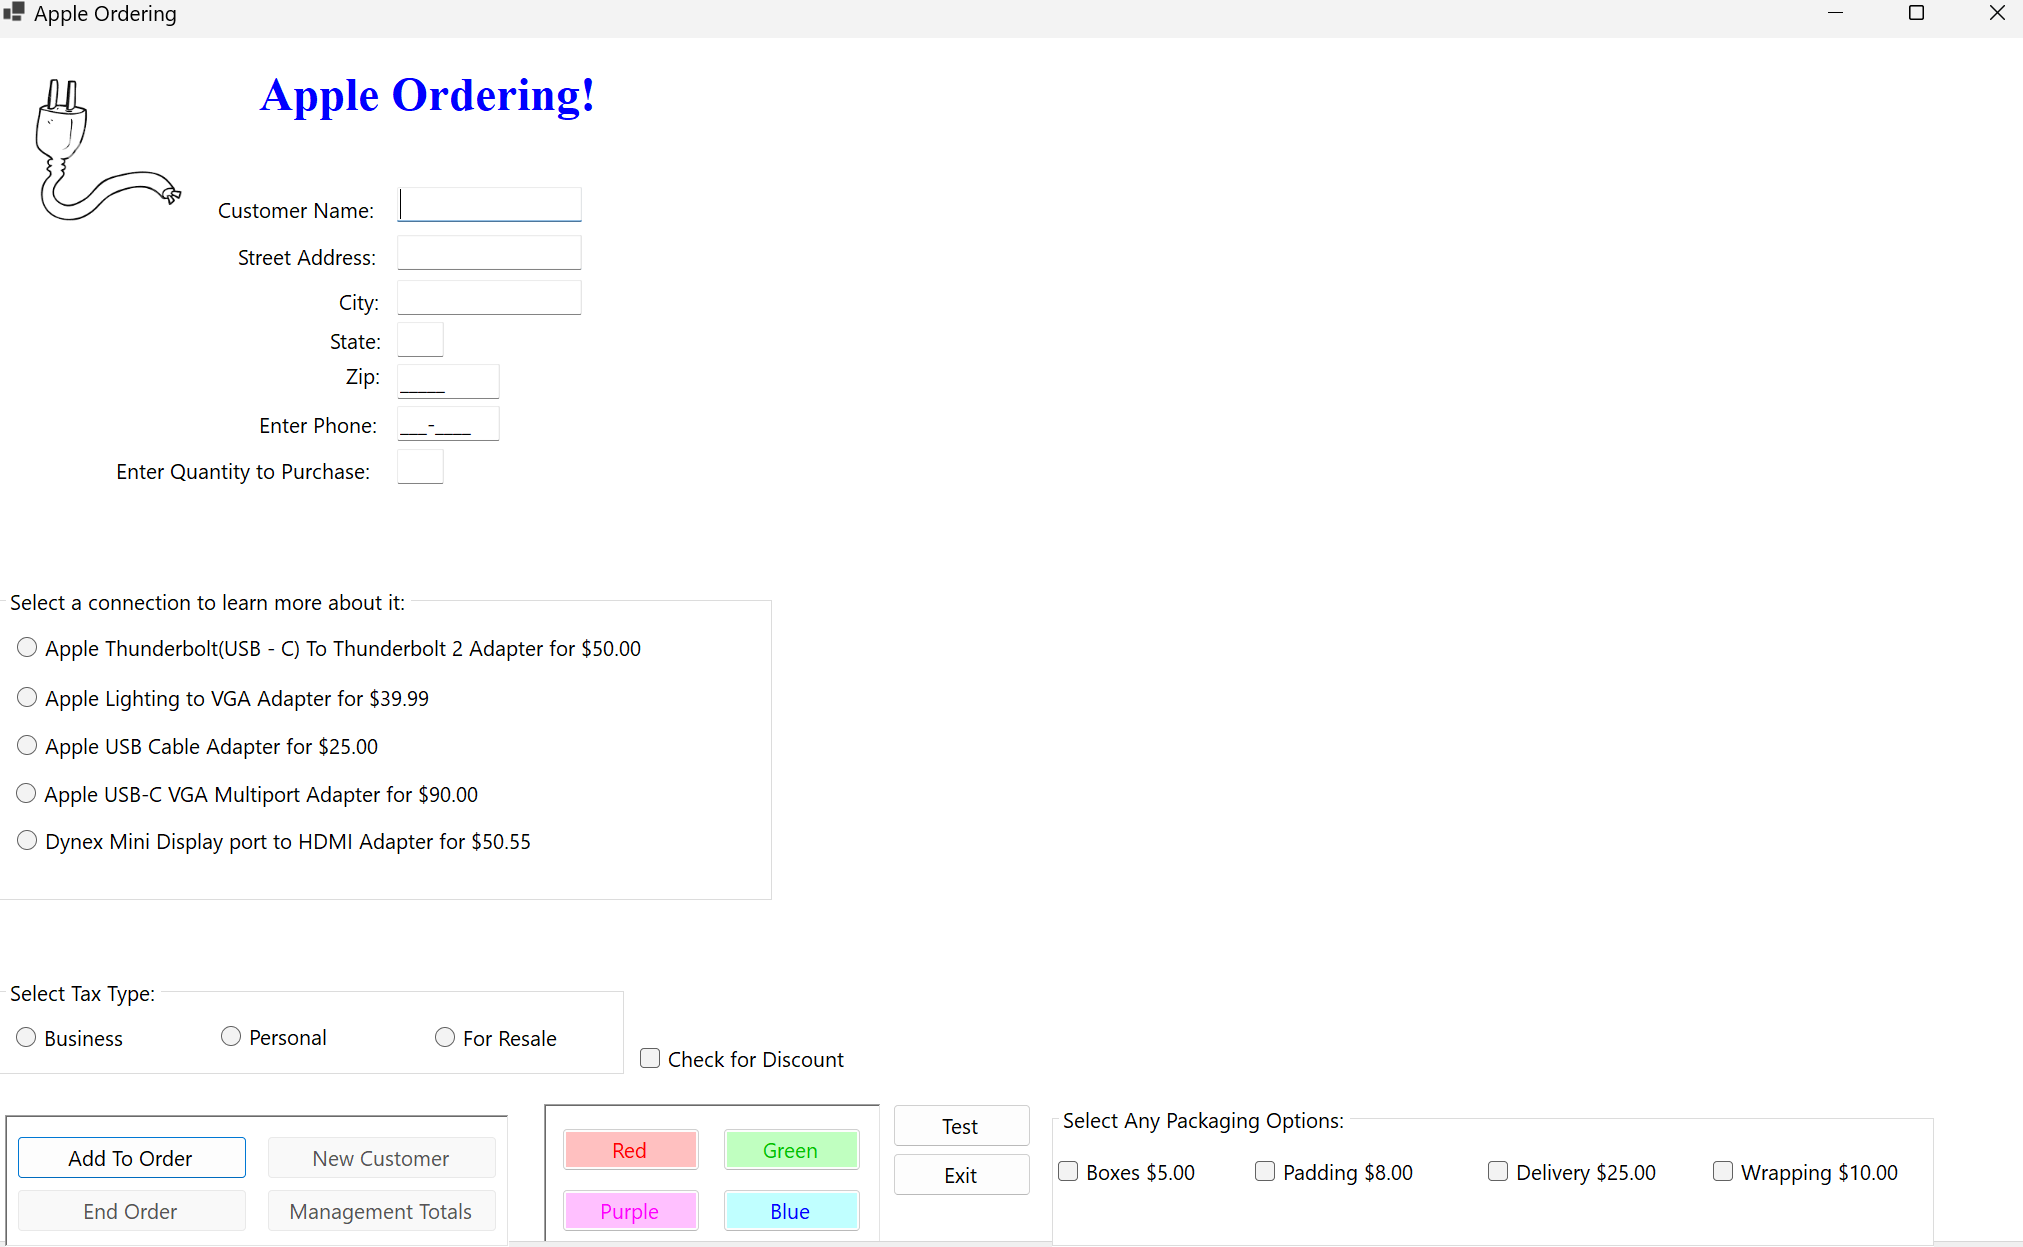 Apple Ordering
Apple Ordering!
Customer Name:
Street Address:
City:
State:
Zip: _____
Enter Phone: ___-____
Enter Quantity to Purchase:
Select a connection to learn more about it:
Apple Thunderbolt(USB - C) To Thunderbolt 2 Adapter for $50.00
Apple Lighting to VGA Adapter for $39.99
Apple USB Cable Adapter for $25.00
Apple USB-C VGA Multiport Adapter for $90.00
Dynex Mini Display port to HDMI Adapter for $50.55
Select Tax Type:
Business Personal For Resale
Check for Discount
Add To Order New Customer
End Order Management Totals
Red Green
Purple Blue
Test
Exit
Select Any Packaging Options:
Boxes $5.00 Padding $8.00 Delivery $25.00 Wrapping $10.00